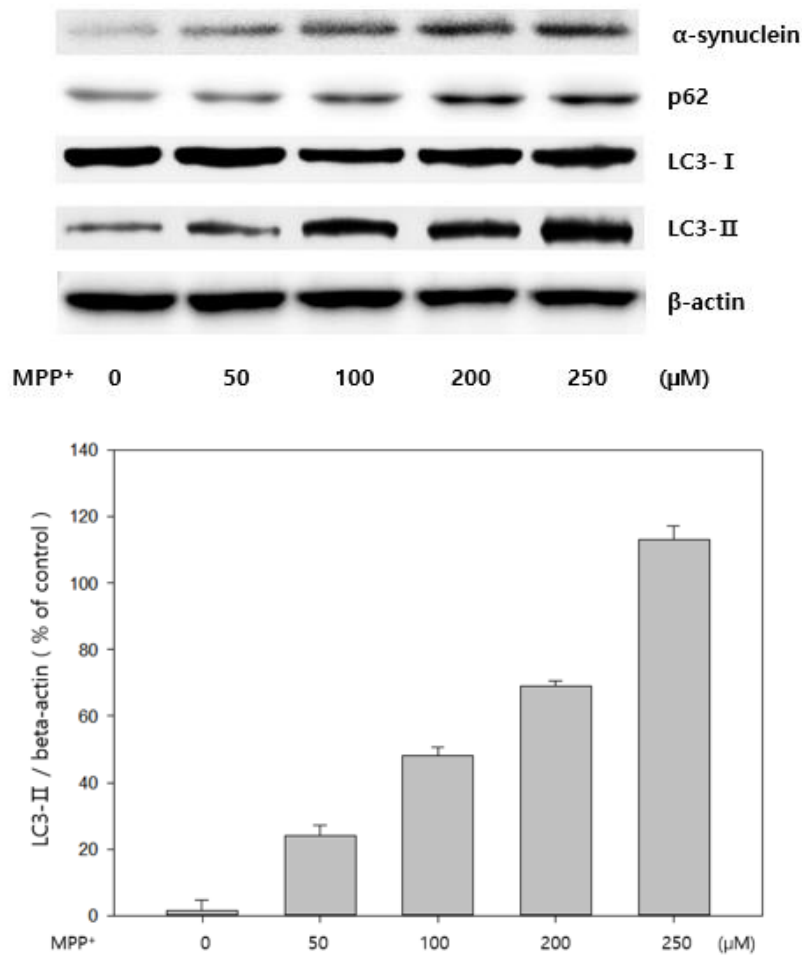 α-synuclein
p62
LC3-Ⅰ
LC3-Ⅱ
β-actin
MPP⁺ 0 50 100 200 250 (μM)
140
120
100
80
60
40
20
0
LC3-Ⅱ / beta-actin ( % of control )
MPP⁺ 0 50 100 200 250 (μM)